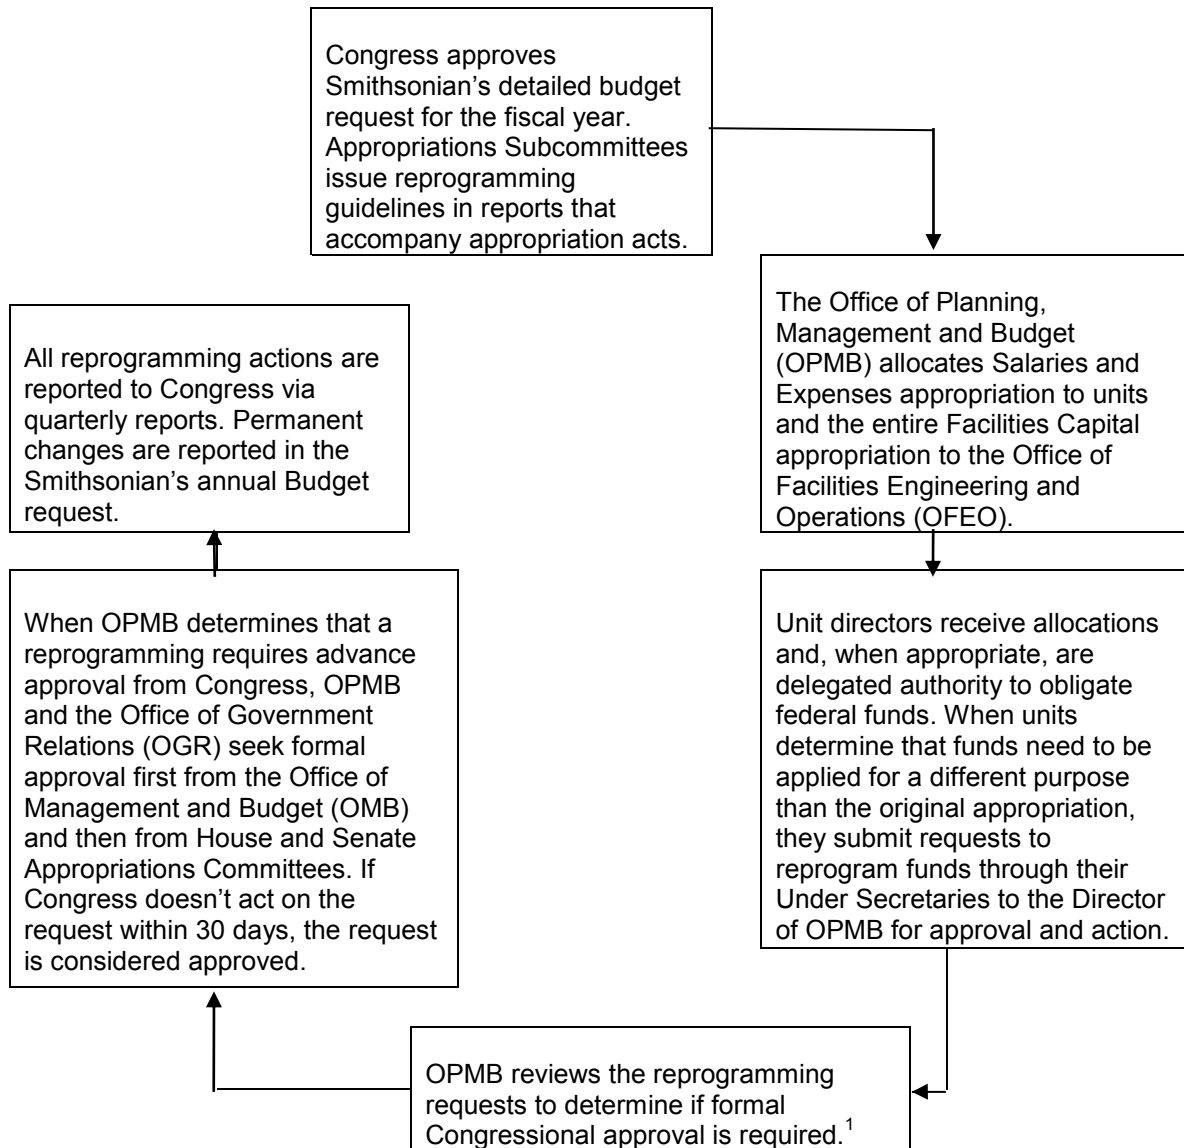 Congress approves
Smithsonian’s detailed budget
request for the fiscal year.
Appropriations Subcommittees
issue reprogramming
guidelines in reports that
accompany appropriation acts.
The Office of Planning,
Management and Budget
(OPMB) allocates Salaries and
Expenses appropriation to units
and the entire Facilities Capital
appropriation to the Office of
Facilities Engineering and
Operations (OFEO).
Unit directors receive allocations
and, when appropriate, are
delegated authority to obligate
federal funds. When units
determine that funds need to be
applied for a different purpose
than the original appropriation,
they submit requests to
reprogram funds through their
Under Secretaries to the Director
of OPMB for approval and action.
OPMB reviews the reprogramming
requests to determine if formal
Congressional approval is required.¹
When OPMB determines that a
reprogramming requires advance
approval from Congress, OPMB
and the Office of Government
Relations (OGR) seek formal
approval first from the Office of
Management and Budget (OMB)
and then from House and Senate
Appropriations Committees. If
Congress doesn’t act on the
request within 30 days, the request
is considered approved.
All reprogramming actions are
reported to Congress via
quarterly reports. Permanent
changes are reported in the
Smithsonian’s annual Budget
request.